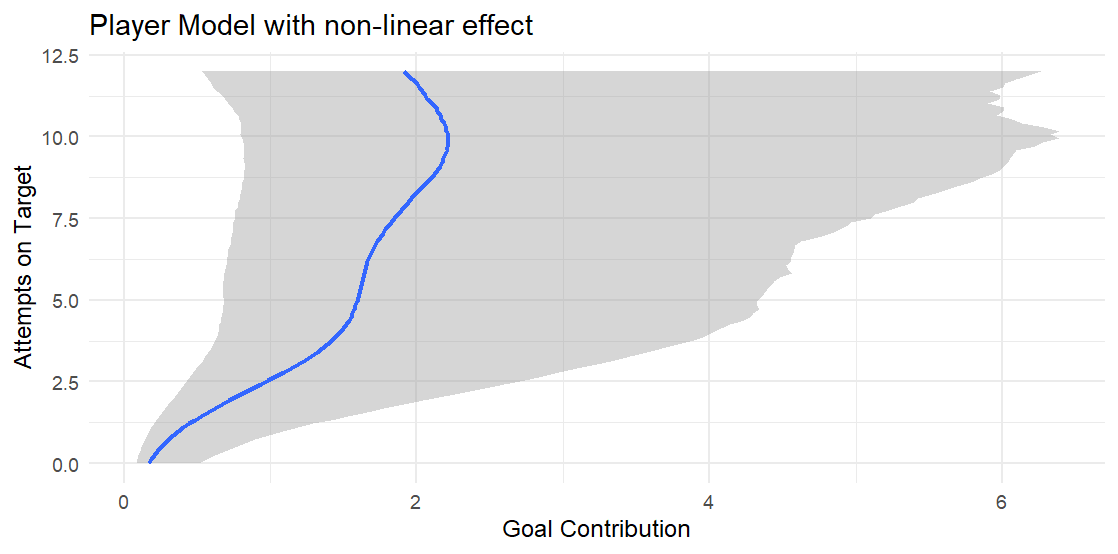 Player Model with non-linear effect
12.5
10.0
7.5
5.0
2.5
0.0
Attempts on Target
0 2 4 6
Goal Contribution